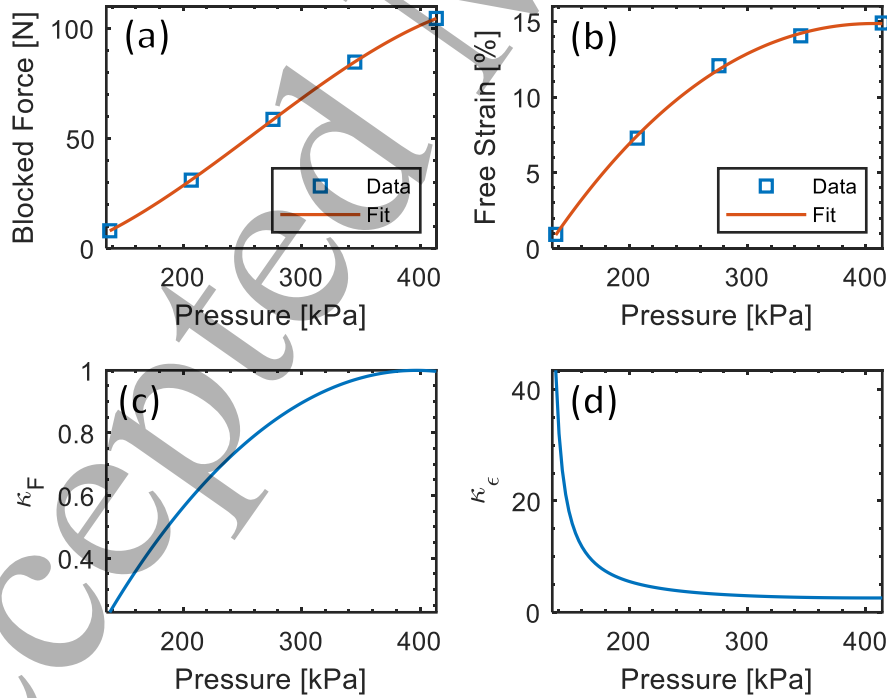 (a)
Blocked Force [N]
100
50
0
200
300
400
Pressure [kPa]
Data
Fit
(b)
Free Strain [%]
15
10
5
0
200
300
400
Pressure [kPa]
Data
Fit
(c)
κF
1
0.8
0.6
0.4
200
300
400
Pressure [kPa]
(d)
κϵ
40
20
0
200
300
400
Pressure [kPa]
cepted M